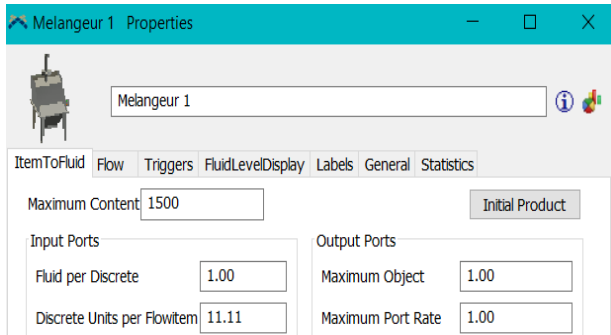 Melangeur 1 Properties
Melangeur 1
ItemToFluid Flow Triggers FluidLevelDisplay Labels General Statistics
Maximum Content 1500 Initial Product
Input Ports Output Ports
Fluid per Discrete 1.00 Maximum Object 1.00
Discrete Units per Flowitem 11.11 Maximum Port Rate 1.00